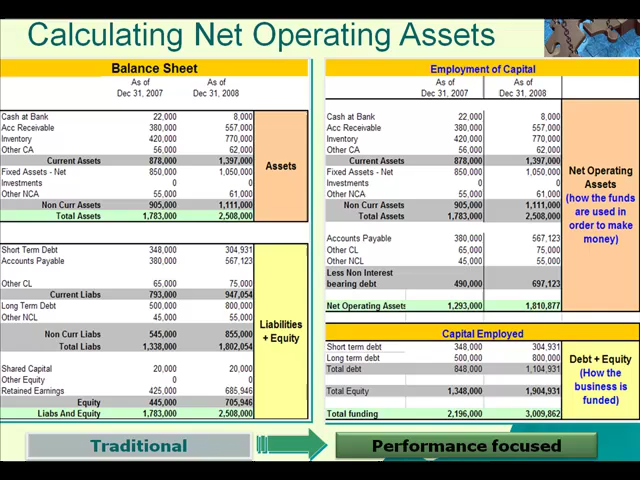 Calculating Net Operating Assets
Balance Sheet
As of As of
Dec 31, 2007 Dec 31, 2008
Cash at Bank 22,000 8,000
Acc Receivable 380,000 557,000
Inventory 420,000 770,000
Other CA 56,000 62,000
Current Assets 878,000 1,397,000
Fixed Assets - Net 850,000 1,050,000
Investments 0 0
Other NCA 55,000 61,000
Non Curr Assets 905,000 1,111,000
Total Assets 1,783,000 2,508,000
Assets
Short Term Debt 348,000 304,931
Accounts Payable 380,000 567,123
Other CL 65,000 75,000
Current Liabs 793,000 947,054
Long Term Debt 500,000 800,000
Other NCL 45,000 55,000
Non Curr Liabs 545,000 855,000
Total Liabs 1,338,000 1,802,054
Shared Capital 20,000 20,000
Other Equity 0 0
Retained Earnings 425,000 685,946
Equity 445,000 705,946
Liabs And Equity 1,783,000 2,508,000
Liabilities
+ Equity
Traditional
Employment of Capital
As of As of
Dec 31, 2007 Dec 31, 2008
Cash at Bank 22,000 8,000
Acc Receivable 380,000 557,000
Inventory 420,000 770,000
Other CA 56,000 62,000
Current Assets 878,000 1,397,000
Fixed Assets - Net 850,000 1,050,000
Investments 0 0
Other NCA 55,000 61,000
Non Curr Assets 905,000 1,111,000
Total Assets 1,783,000 2,508,000
Accounts Payable 380,000 567,123
Other CL 65,000 75,000
Other NCL 45,000 55,000
Less Non Interest
bearing debt 490,000 697,123
Net Operating Assets 1,293,000 1,810,877
Net Operating
Assets
(how the funds
are used in
order to make
money)
Capital Employed
Short term debt 348,000 304,931
Long term debt 500,000 800,000
Total debt 848,000 1,104,931
Total Equity 1,348,000 1,904,931
Total funding 2,196,000 3,009,862
Debt + Equity
(How the
business is
funded)
Performance focused